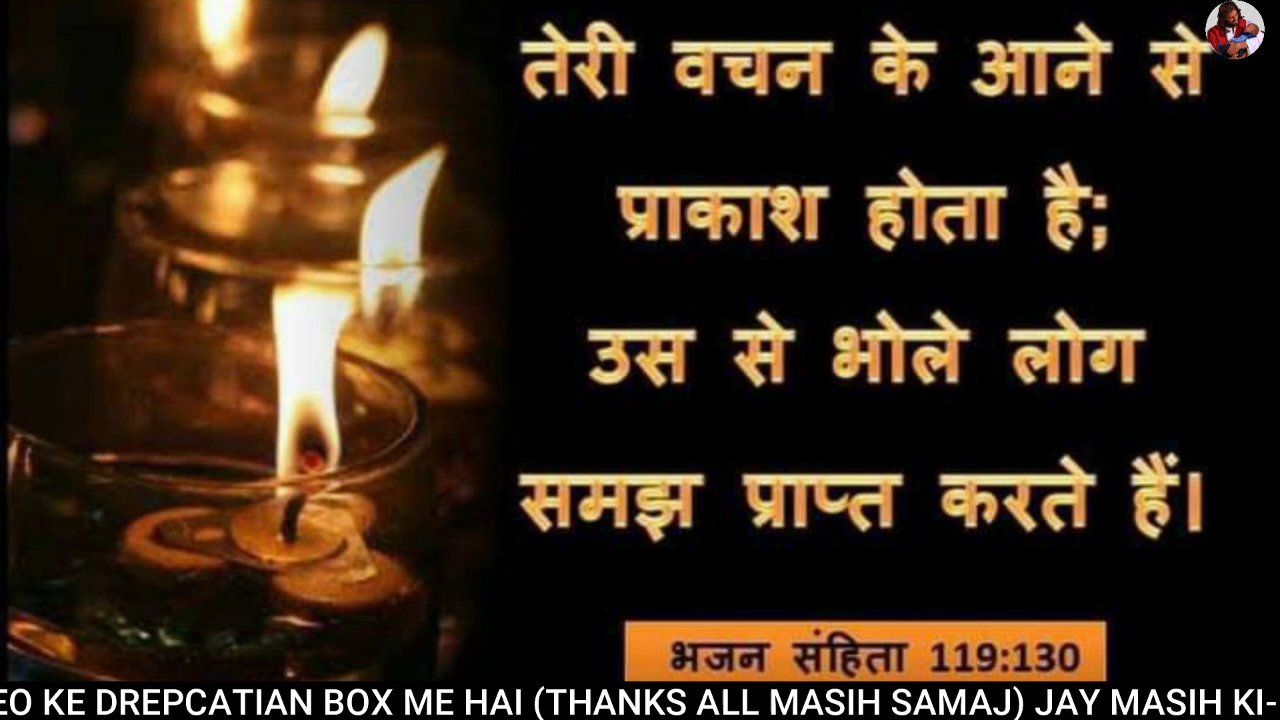 तेरी वचन के आने से
प्राकाश होता है;
उस से भोले लोग
समझ प्राप्त करते हैं।
भजन संहिता 119:130
EO KE DREPCATIAN BOX ME HAI (THANKS ALL MASIH SAMAJ) JAY MASIH KI-